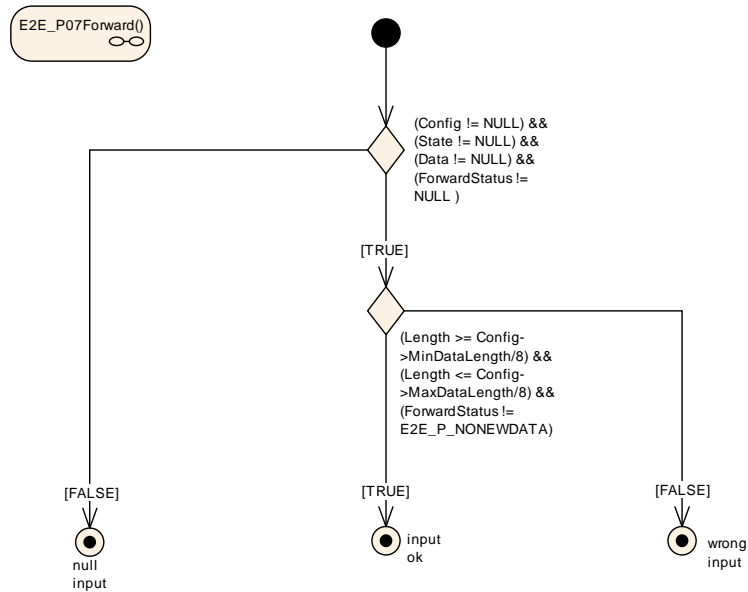 E2E_P07Forward()
(Config != NULL) &&
(State != NULL) &&
(Data != NULL) &&
(ForwardStatus !=
NULL )
[TRUE]
(Length >= Config-
>MinDataLength/8) &&
(Length <= Config-
>MaxDataLength/8) &&
(ForwardStatus !=
E2E_P_NONEWDATA)
[FALSE]
[TRUE]
[FALSE]
null
input
input
ok
wrong
input